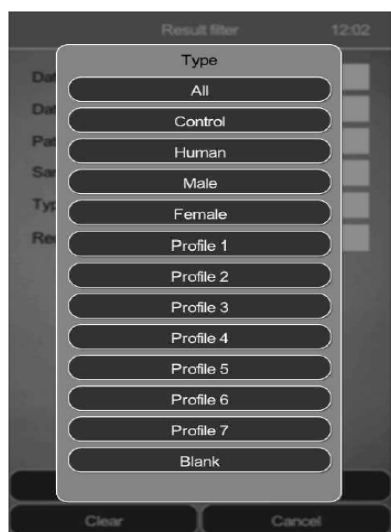 Result filter 12:02
Type
All
Control
Human
Male
Female
Profile 1
Profile 2
Profile 3
Profile 4
Profile 5
Profile 6
Profile 7
Blank
Clear Cancel